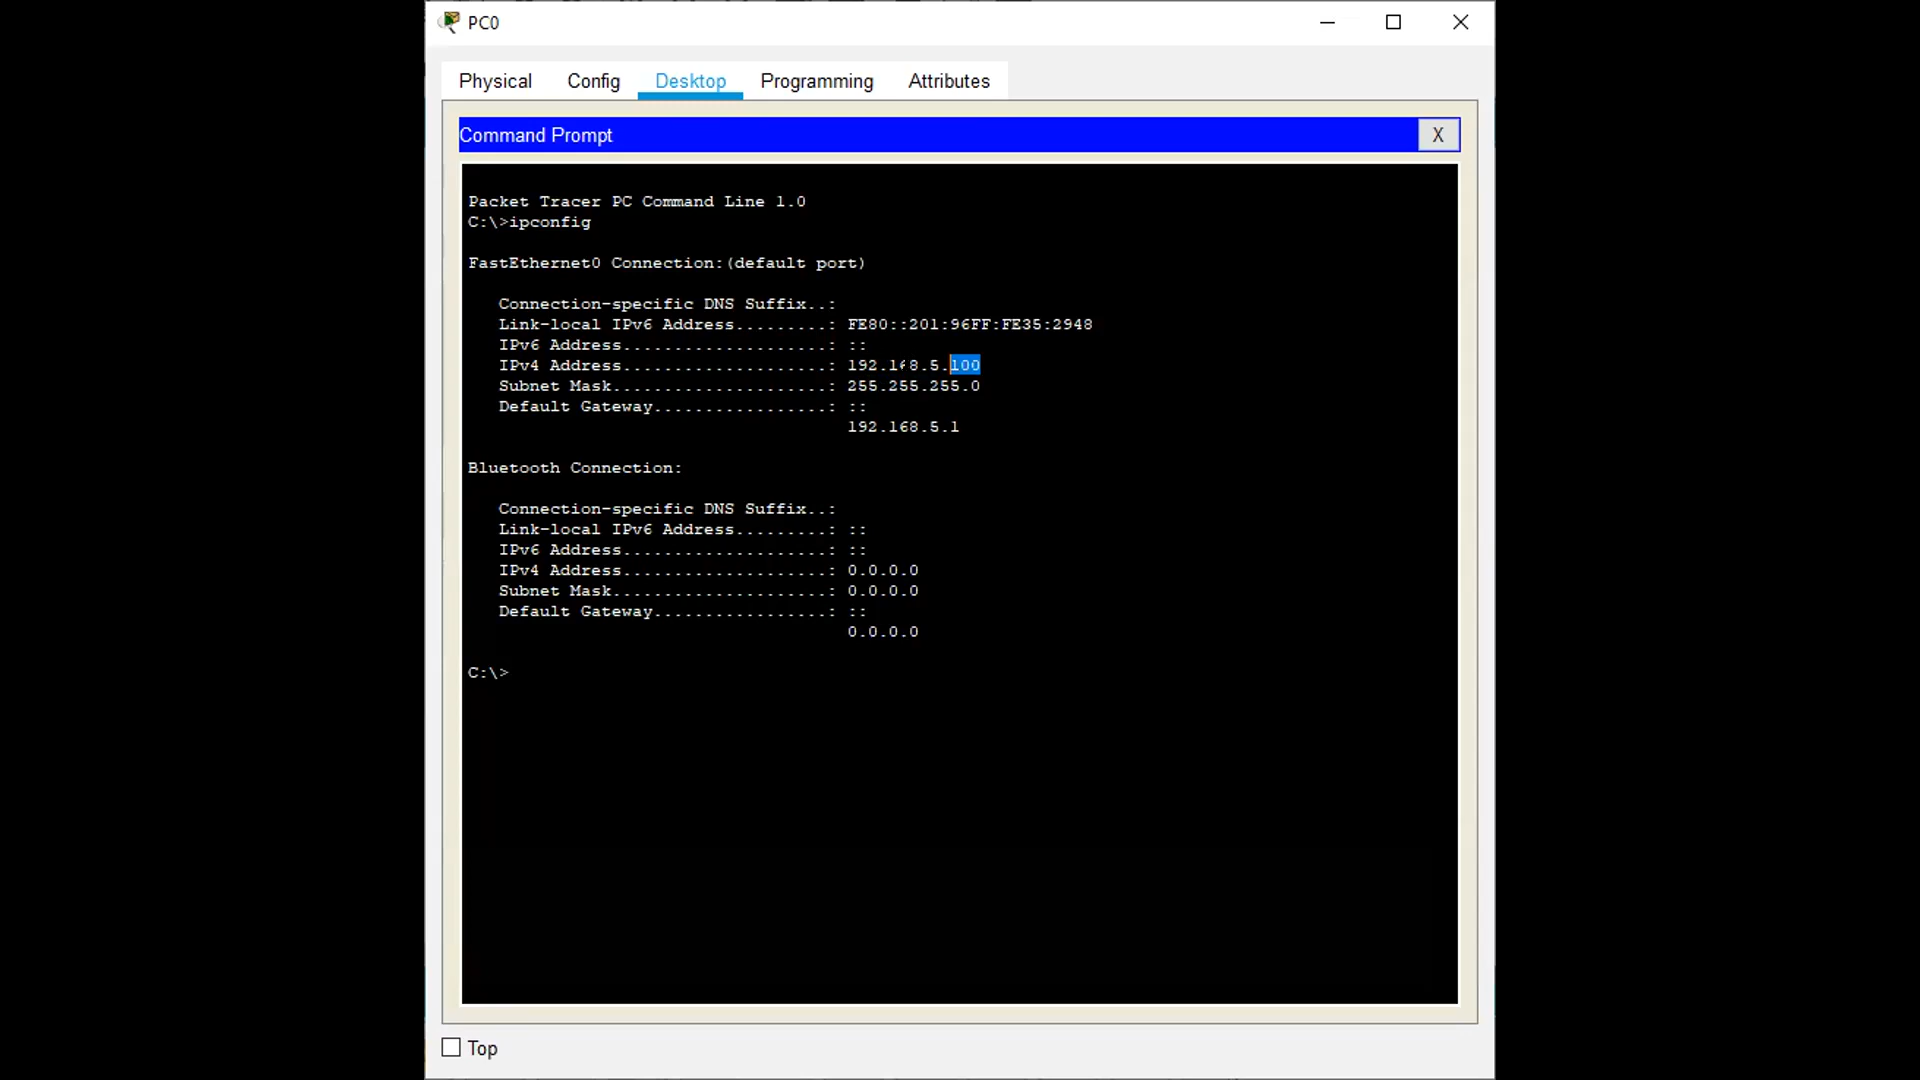 PC0
Physical Config Desktop Programming Attributes
Command Prompt X
Packet Tracer PC Command Line 1.0
C:\>ipconfig
FastEthernet0 Connection:(default port)
Connection-specific DNS Suffix..:
Link-local IPv6 Address.........: FE80::201:96FF:FE35:2948
IPv6 Address....................: ::
IPv4 Address....................: 192.168.5.100
Subnet Mask.....................: 255.255.255.0
Default Gateway.................: ::
192.168.5.1
Bluetooth Connection:
Connection-specific DNS Suffix..:
Link-local IPv6 Address.........: ::
IPv6 Address....................: ::
IPv4 Address....................: 0.0.0.0
Subnet Mask.....................: 0.0.0.0
Default Gateway.................: ::
0.0.0.0
C:\>
Top